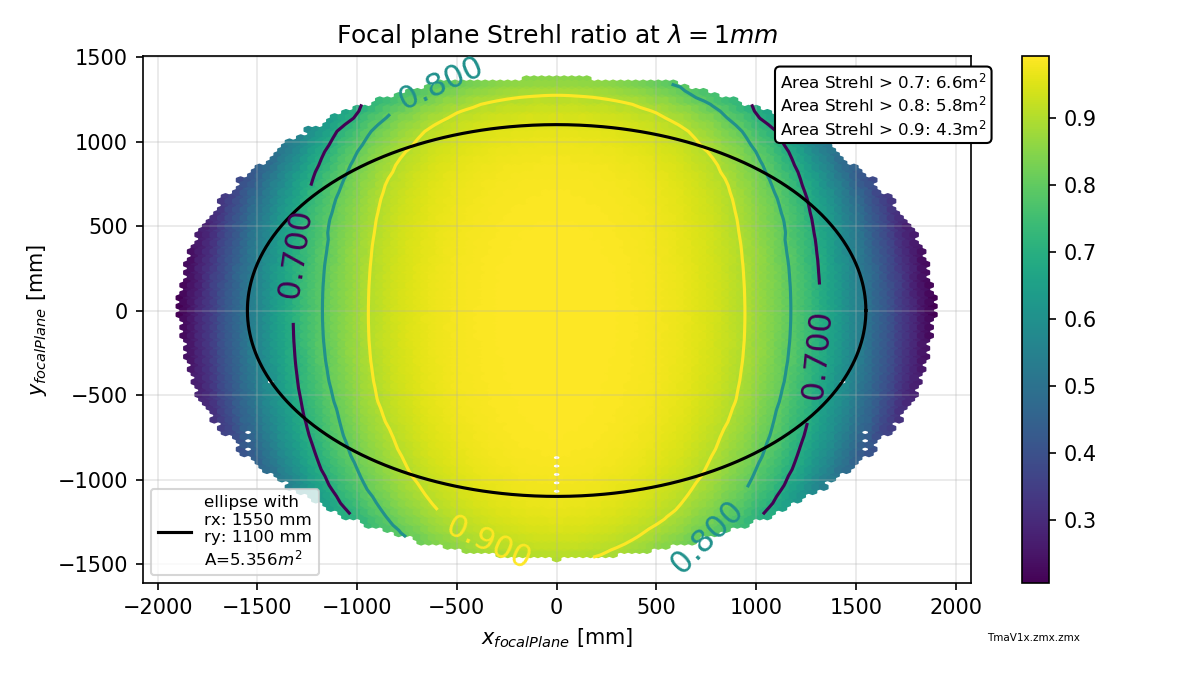 Focal plane Strehl ratio at λ = 1mm
1500
1000
500
0
−500
−1000
−1500
y_focalPlane [mm]
0.800
0.700
0.700
0.900
0.800
Area Strehl > 0.7: 6.6m²
Area Strehl > 0.8: 5.8m²
Area Strehl > 0.9: 4.3m²
ellipse with
rx: 1550 mm
ry: 1100 mm
A=5.356m²
−2000 −1500 −1000 −500 0 500 1000 1500 2000
x_focalPlane [mm]
0.9
0.8
0.7
0.6
0.5
0.4
0.3
TmaV1x.zmx.zmx